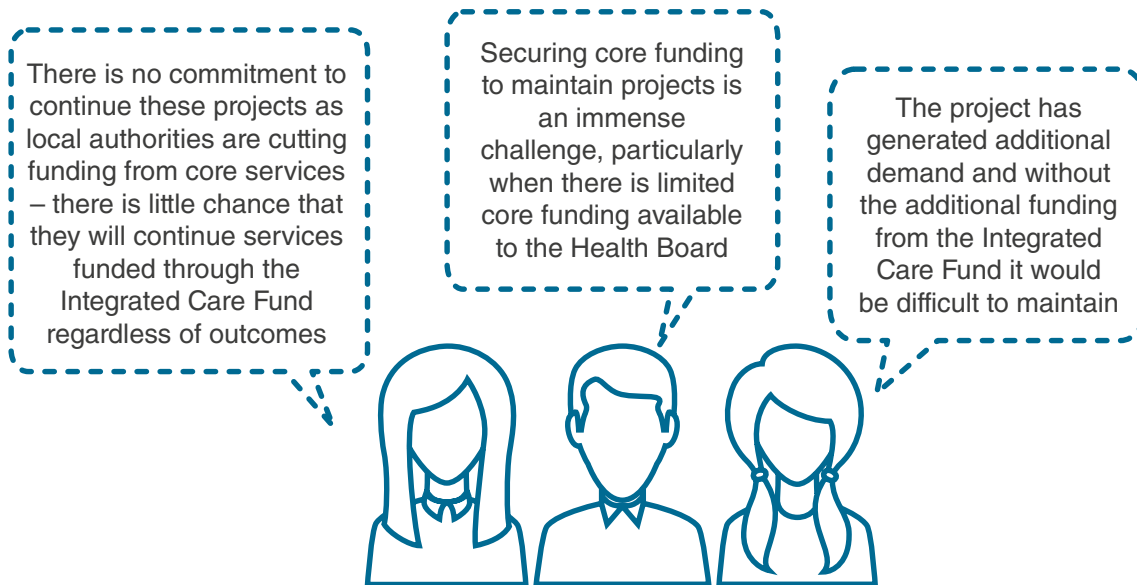 There is no commitment to
continue these projects as
local authorities are cutting
funding from core services
– there is little chance that
they will continue services
funded through the
Integrated Care Fund
regardless of outcomes
Securing core funding
to maintain projects is
an immense
challenge, particularly
when there is limited
core funding available
to the Health Board
The project has
generated additional
demand and without
the additional funding
from the Integrated
Care Fund it would
be difficult to maintain